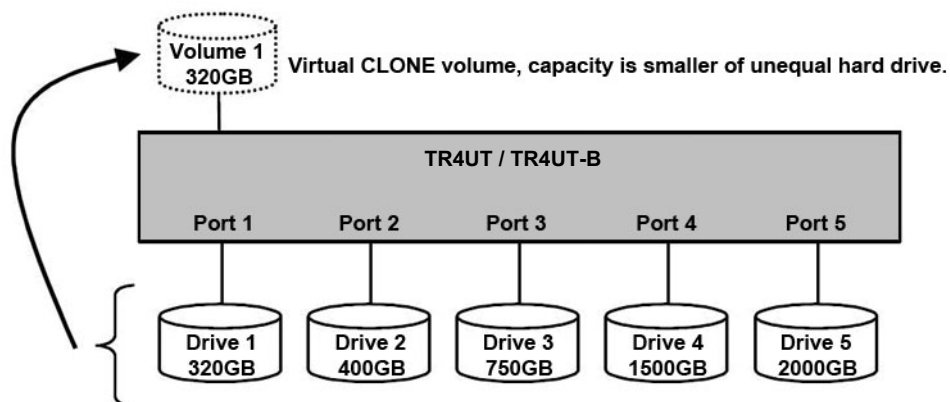 Volume 1
320GB
Virtual CLONE volume, capacity is smaller of unequal hard drive.
TR4UT / TR4UT-B
Port 1 Port 2 Port 3 Port 4 Port 5
Drive 1 Drive 2 Drive 3 Drive 4 Drive 5
320GB 400GB 750GB 1500GB 2000GB